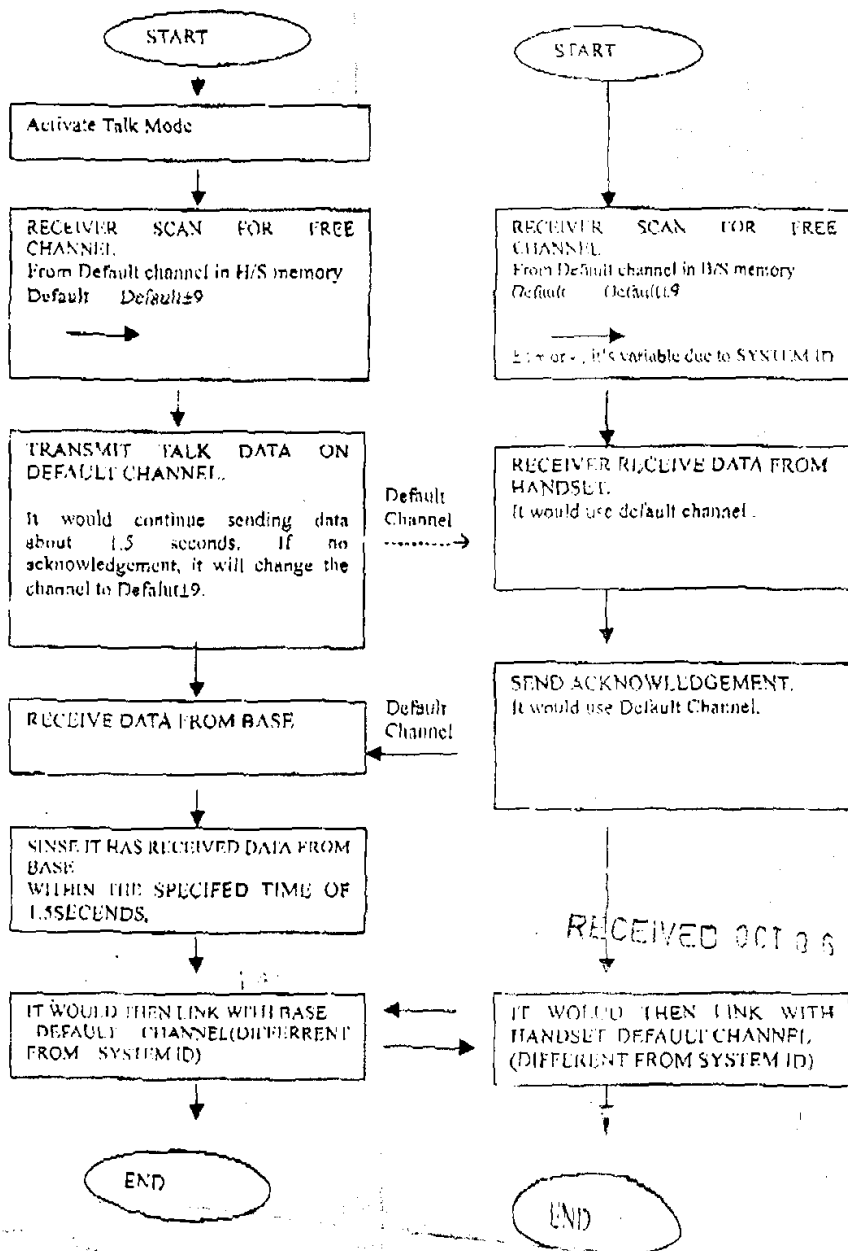 START
Activate Talk Mode
RECEIVER SCAN FOR FREE
CHANNEL.
From Default channel in H/S memory
Default Default±9
TRANSMIT TALK DATA ON
DEFAULT CHANNEL.
It would continue sending data
about 1.5 seconds. If no
acknowledgement, it will change the
channel to Defalut±9.
RECEIVE DATA FROM BASE
SINSE IT HAS RECEIVED DATA FROM
BASE
WITHIN THE SPECIFED TIME OF
1.5SECENDS,
IT WOULD THEN LINK WITH BASE
DEFAULT CHANNEL(DIFFERRENT
FROM SYSTEM ID)
END
Default
Channel
Default
Channel
START
RECEIVER SCAN FOR FREE
CHANNEL.
From Default channel in B/S memory
Default Default±9
± : + or - , it's variable due to SYSTEM ID
RECEIVER RECEIVE DATA FROM
HANDSET.
It would use default channel .
SEND ACKNOWLEDGEMENT.
It would use Default Channel.
RECEIVED OCT 06
IT WOLUD THEN LINK WITH
HANDSET DEFAULT CHANNEL
(DIFFERENT FROM SYSTEM ID)
END